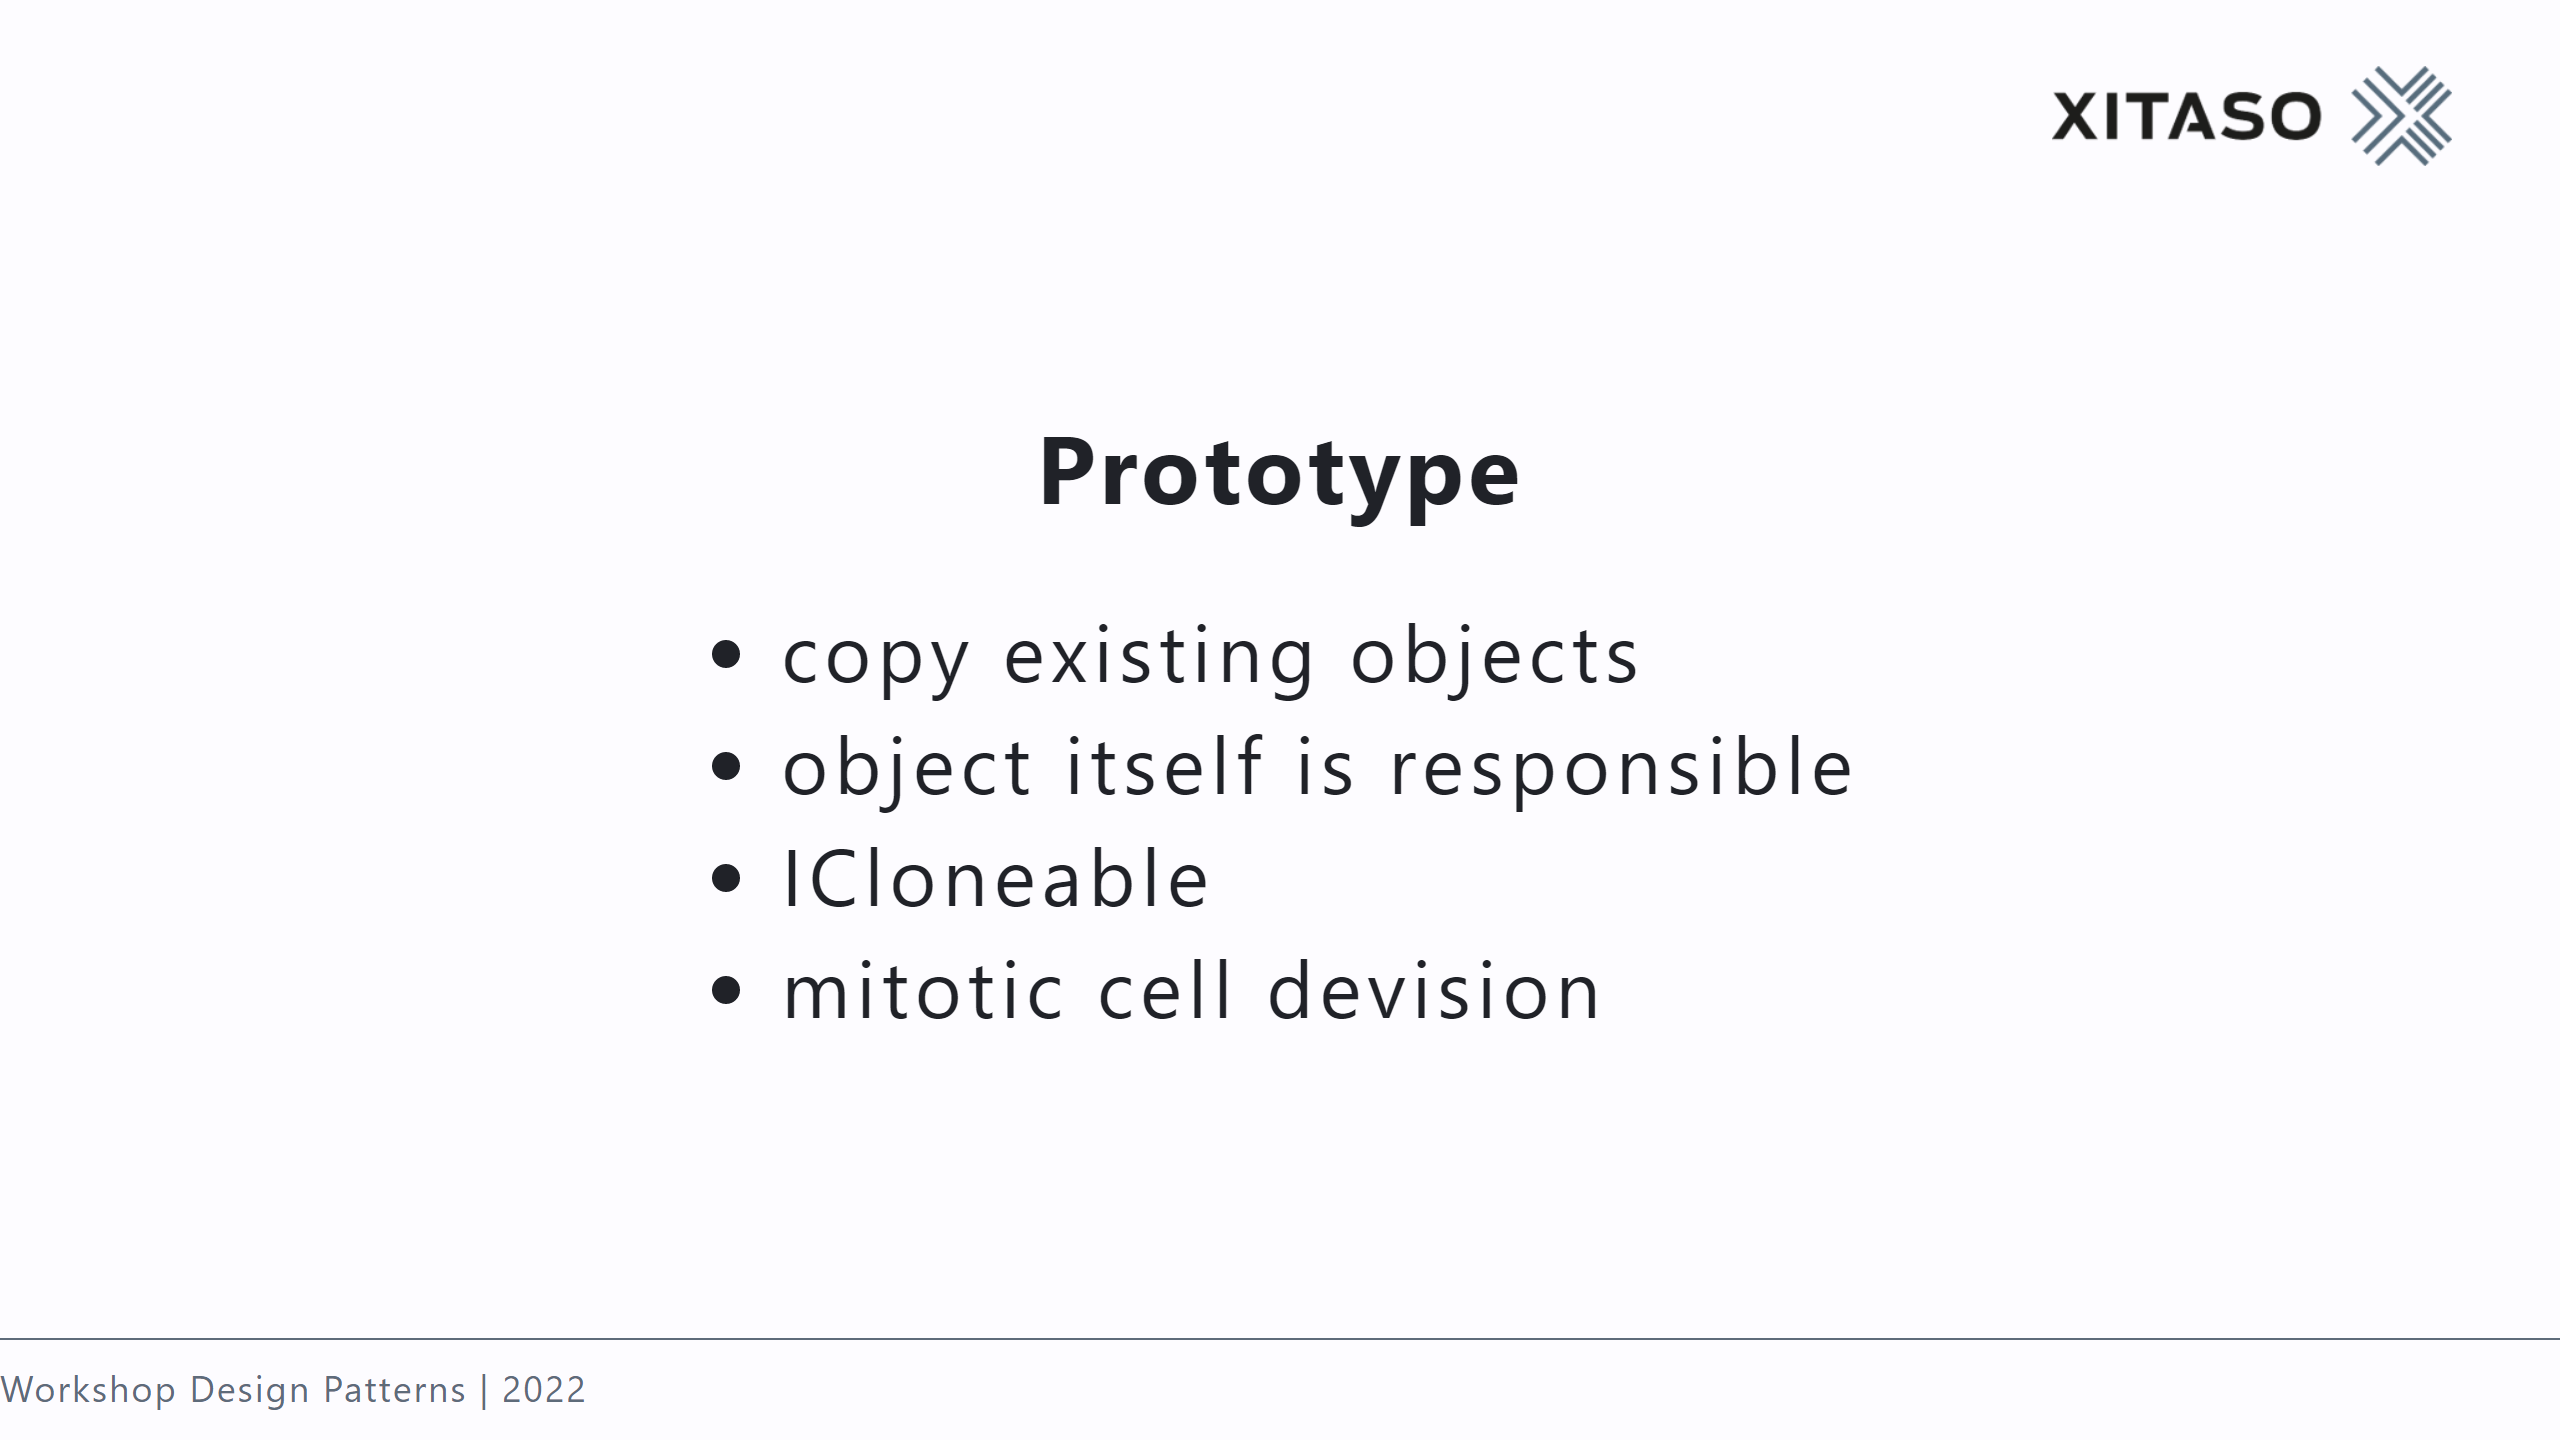 XITASO
Prototype
• copy existing objects
• object itself is responsible
• ICloneable
• mitotic cell devision
Workshop Design Patterns | 2022